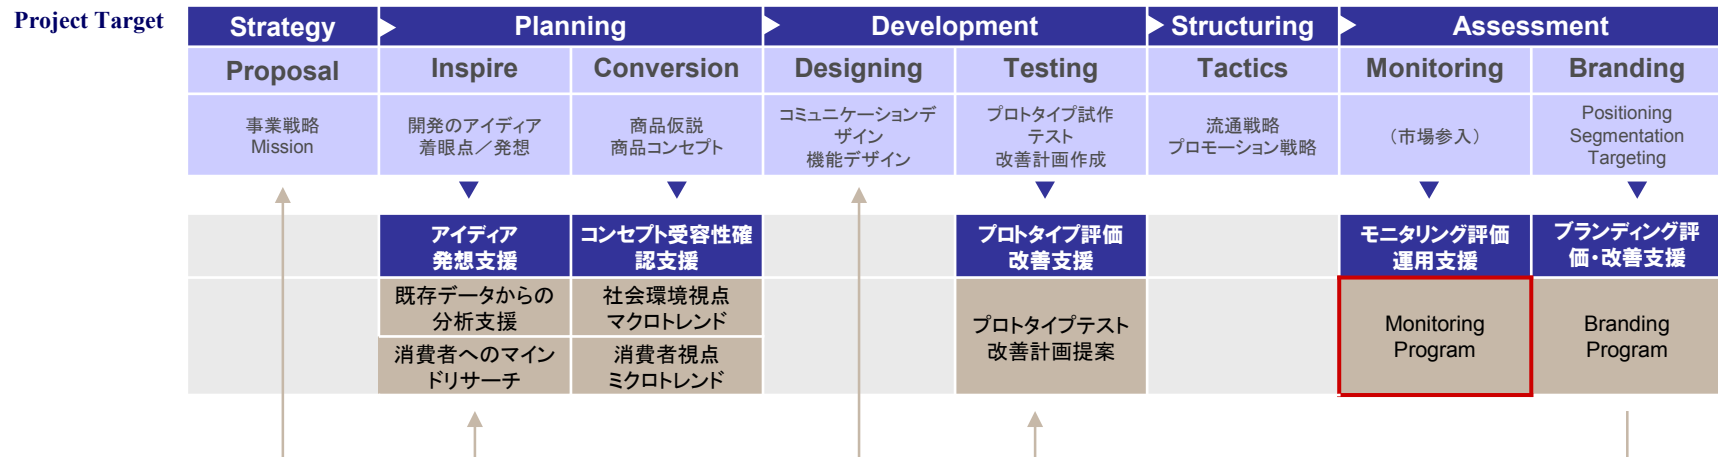 Project Target
Strategy
Planning
Development
Structuring
Assessment
Proposal
Inspire
Conversion
Designing
Testing
Tactics
Monitoring
Branding
事業戦略
Mission
開発のアイディア
着眼点／発想
商品仮説
商品コンセプト
コミュニケーションデ
ザイン
機能デザイン
プロトタイプ試作
テスト
改善計画作成
流通戦略
プロモーション戦略
（市場参入）
Positioning
Segmentation
Targeting
アイディア
発想支援
コンセプト受容性確
認支援
プロトタイプ評価
改善支援
モニタリング評価
運用支援
ブランディング評
価・改善支援
既存データからの
分析支援
社会環境視点
マクロトレンド
消費者へのマイン
ドリサーチ
消費者視点
ミクロトレンド
プロトタイプテスト
改善計画提案
Monitoring
Program
Branding
Program